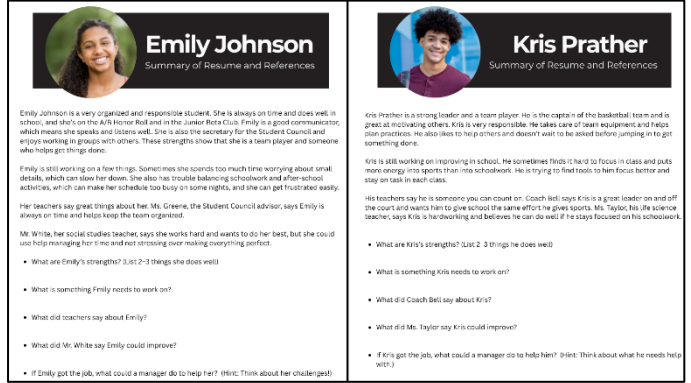 Emily Johnson
Summary of Resume and References
Emily Johnson is a very organized and responsible student. She is always on time and does well in
school, and she's on the A/B Honor Roll and in the Junior Beta Club. Emily is a good communicator,
which means she speaks and listens well. She is also the secretary for the Student Council and
enjoys working in groups with others. These strengths show that she is a team player and someone
who helps get things done.
Emily is still working on a few things. Sometimes she spends too much time worrying about small
details, which can slow her down. She also has trouble balancing schoolwork and after-school
activities, which can make her schedule too busy on some nights, and she can get frustrated easily.
Her teachers say great things about her. Ms. Greene, the Student Council advisor, says Emily is
always on time and helps keep the team organized.
Mr. White, her social studies teacher, says she works hard and wants to do her best, but she could
use help managing her time and not stressing over making everything perfect.
• What are Emily's strengths? (List 2-3 things she does well)
• What is something Emily needs to work on?
• What did teachers say about Emily?
• What did Mr. White say Emily could improve?
• If Emily got the job, what could a manager do to help her? (Hint: Think about her challenges!)
Kris Prather
Summary of Resume and References
Kris Prather is a strong leader and a team player. He is the captain of the basketball team and is
great at motivating others. Kris is very responsible. He takes care of team equipment and helps
plan practices. He also likes to help others and doesn't wait to be asked before jumping in to get
something done.
Kris is still working on improving in school. He sometimes finds it hard to focus in class and puts
more energy into sports than into schoolwork. He is trying to find tools to him focus better and
stay on task in each class.
His teachers say he is someone you can count on. Coach Bell says Kris is a great leader on and off
the court and wants him to give school the same effort he gives sports. Ms. Taylor, his life science
teacher, says Kris is hardworking and believes he can do well if he stays focused on his schoolwork.
• What are Kris's strengths? (List 2-3 things he does well)
• What is something Kris needs to work on?
• What did Coach Bell say about Kris?
• What did Ms. Taylor say Kris could improve?
• If Kris got the job, what could a manager do to help him? (Hint: Think about what he needs help
with.)